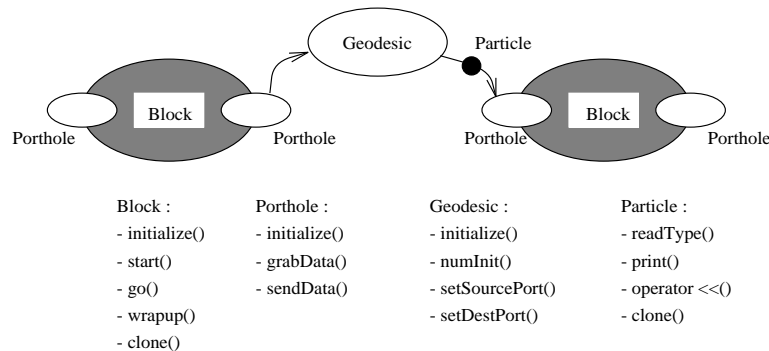 Geodesic
Particle
Block
Block
Porthole
Porthole
Porthole
Porthole
Block :
- initialize()
- start()
- go()
- wrapup()
- clone()
Porthole :
- initialize()
- grabData()
- sendData()
Geodesic :
- initialize()
- numInit()
- setSourcePort()
- setDestPort()
Particle :
- readType()
- print()
- operator <<()
- clone()